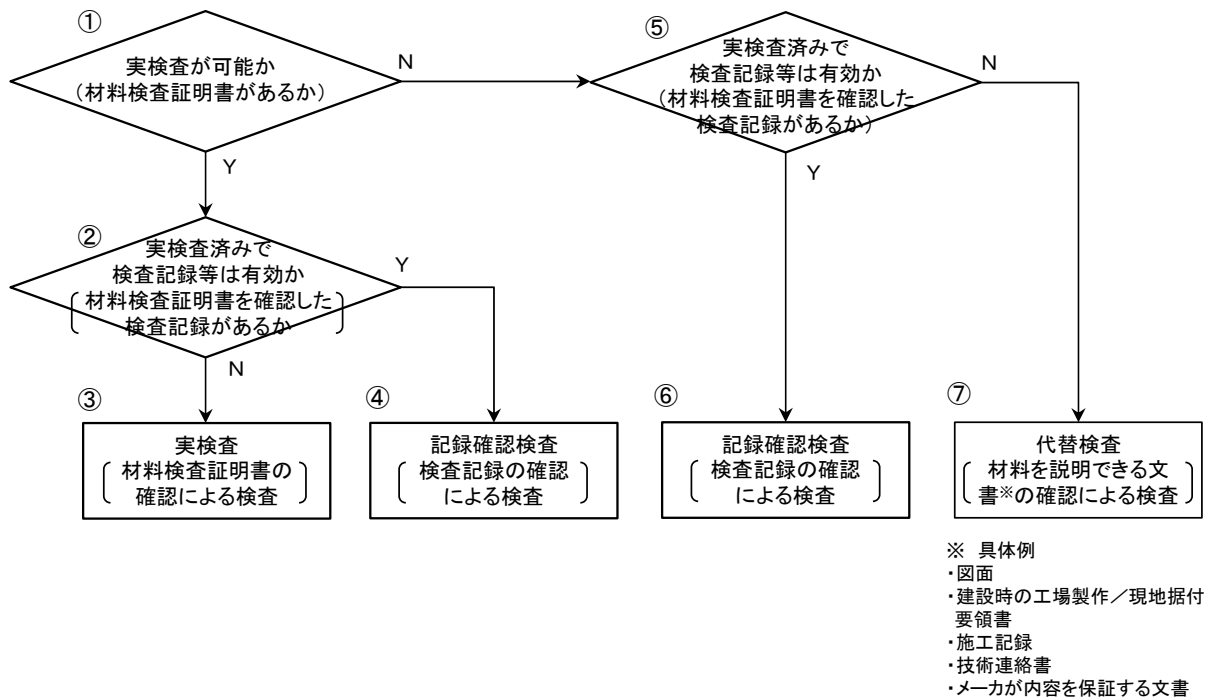 ①
実検査が可能か
(材料検査証明書があるか)
N
Y
②
実検査済みで
検査記録等は有効か
材料検査証明書を確認した
検査記録があるか
Y
N
③
実検査
材料検査証明書の
確認による検査
④
記録確認検査
検査記録の確認
による検査
⑤
実検査済みで
検査記録等は有効か
(材料検査証明書を確認した
検査記録があるか)
N
Y
⑥
記録確認検査
検査記録の確認
による検査
⑦
代替検査
材料を説明できる文
書※の確認による検査
※ 具体例
・図面
・建設時の工場製作/現地据付
要領書
・施工記録
・技術連絡書
・メーカが内容を保証する文書